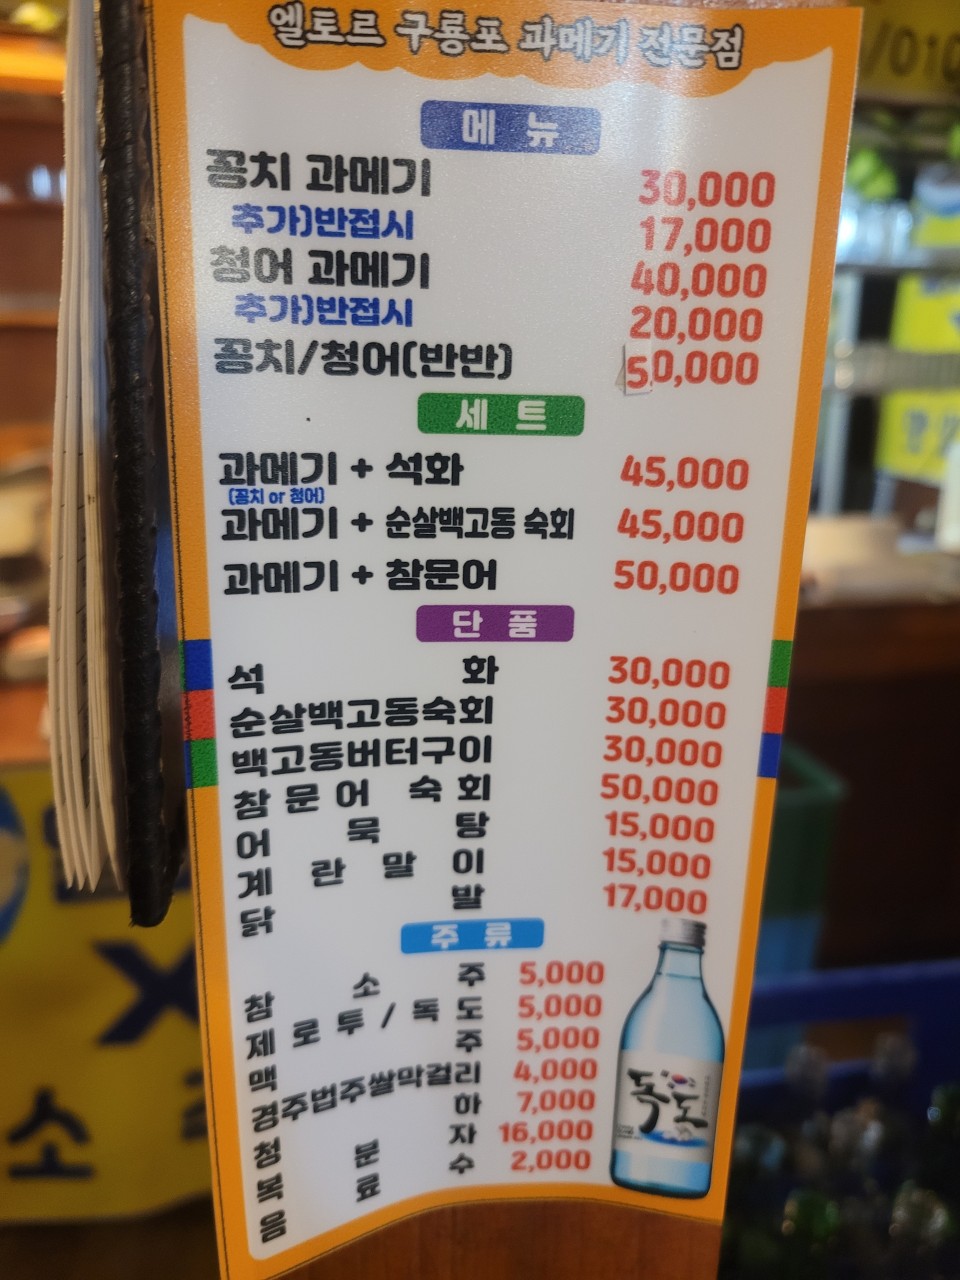 엘토르 구룡포 과메기 전문점
메 뉴
꽁치 과메기 30,000
추가)반접시 17,000
청어 과메기 40,000
추가)반접시 20,000
꽁치/청어(반반) 50,000
세 트
과메기 + 석화 45,000
(꽁치 or 청어)
과메기 + 순살백고동 숙회 45,000
과메기 + 참문어 50,000
단 품
석 화 30,000
순살백고동숙회 30,000
백고동버터구이 30,000
참 문 어 숙 회 50,000
어 묵 탕 15,000
계 란 말 이 15,000
닭 발 17,000
주 류
참 소 주 5,000
제 로 투 / 독 도 5,000
맥 주 5,000
경주법주쌀막걸리 4,000
청 하 7,000
복 분 자 16,000
음 료 수 2,000
독도
/010
소